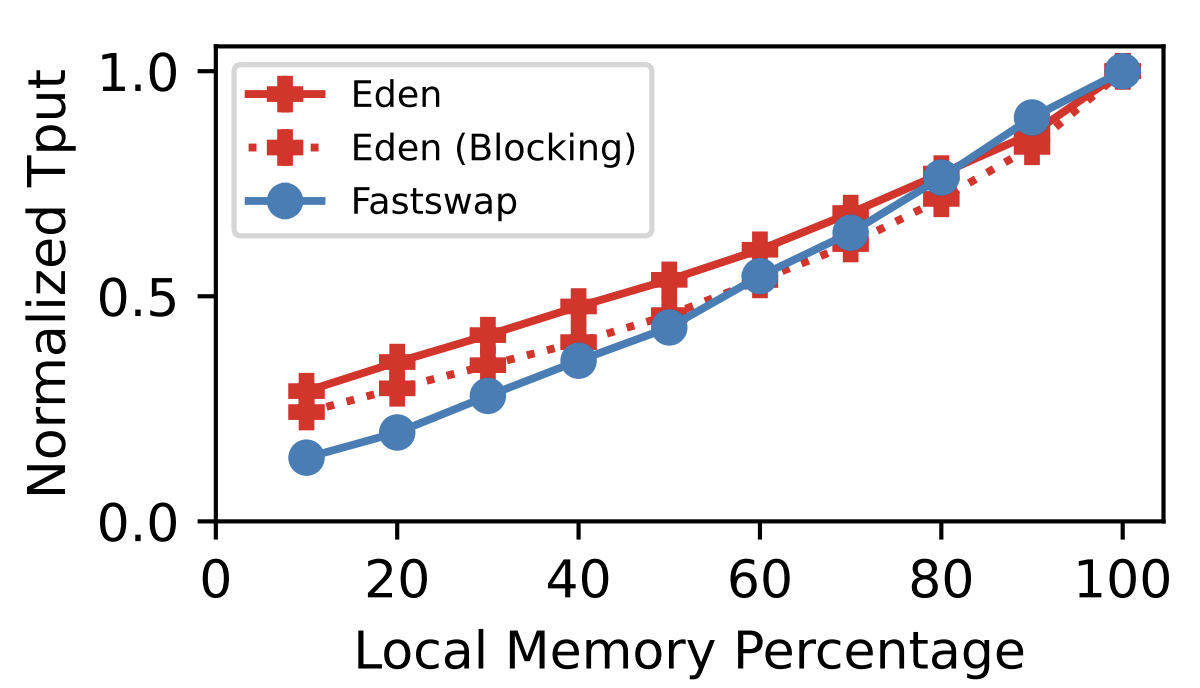 Normalized Tput
1.0
0.5
0.0
Eden
Eden (Blocking)
Fastswap
0 20 40 60 80 100
Local Memory Percentage